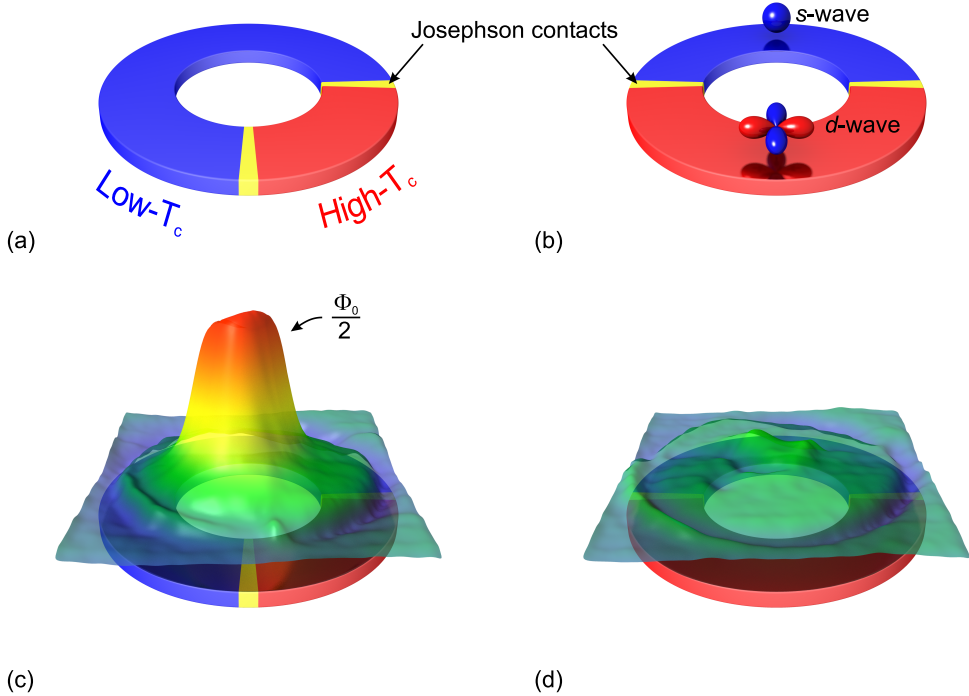 Josephson contacts
s-wave
d-wave
Low-Tc
High-Tc
(a)
(b)
Φ0
2
(c)
(d)